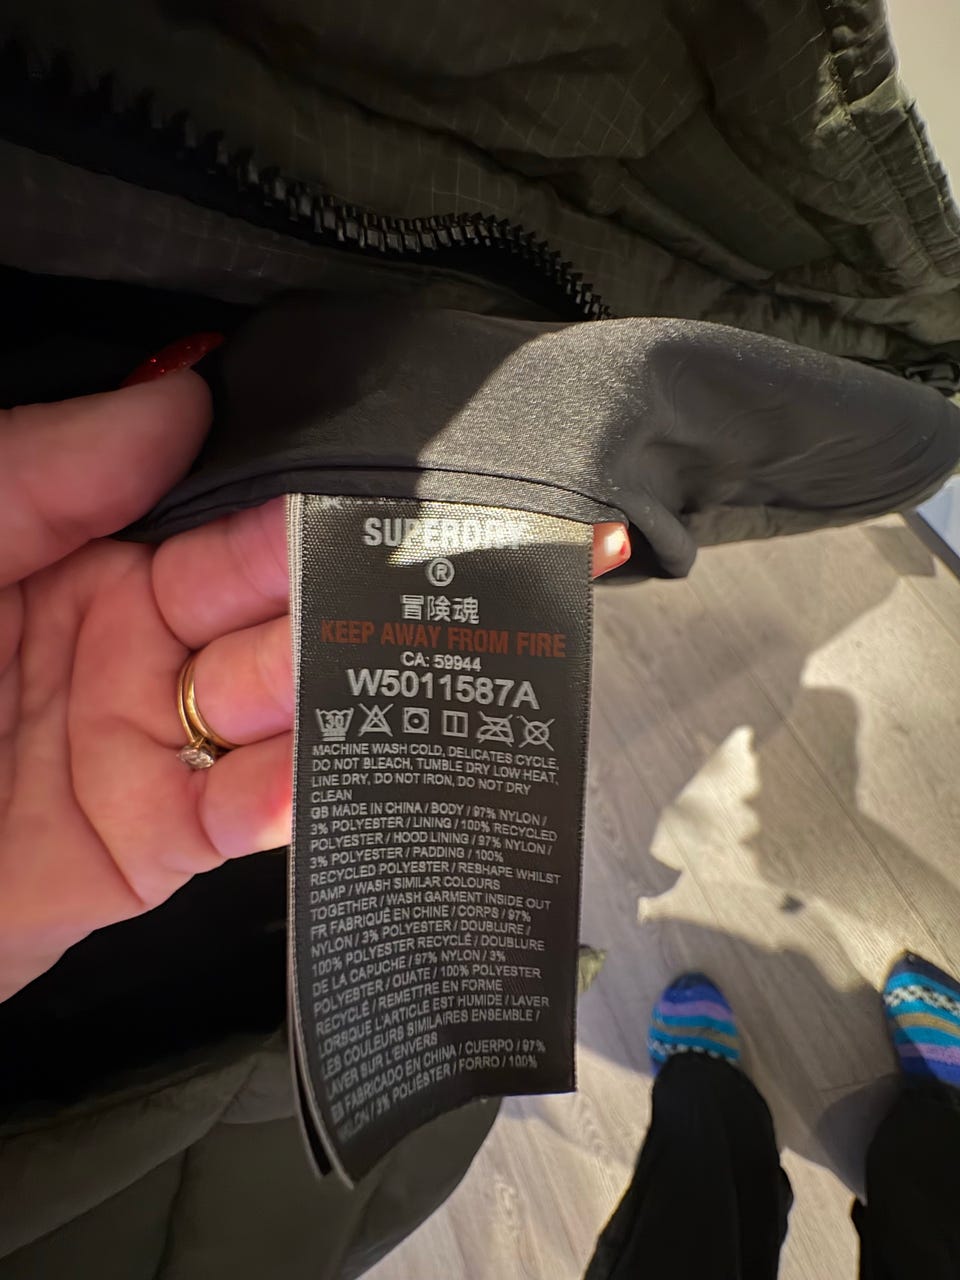 SUPERDRY
®
冒険魂
KEEP AWAY FROM FIRE
CA: 59944
W5011587A
30
MACHINE WASH COLD, DELICATES CYCLE,
DO NOT BLEACH, TUMBLE DRY LOW HEAT,
LINE DRY, DO NOT IRON, DO NOT DRY
CLEAN
GB MADE IN CHINA / BODY / 97% NYLON /
3% POLYESTER / LINING / 100% RECYCLED
POLYESTER / HOOD LINING / 97% NYLON /
3% POLYESTER / PADDING / 100%
RECYCLED POLYESTER / RESHAPE WHILST
DAMP / WASH SIMILAR COLOURS
TOGETHER / WASH GARMENT INSIDE OUT
FR FABRIQUÉ EN CHINE / CORPS / 97%
NYLON / 3% POLYESTER / DOUBLURE /
100% POLYESTER RECYCLÉ / DOUBLURE
DE LA CAPUCHE / 97% NYLON / 3%
POLYESTER / OUATE / 100% POLYESTER
RECYCLÉ / REMETTRE EN FORME
LORSQUE L'ARTICLE EST HUMIDE / LAVER
LES COULEURS SIMILAIRES ENSEMBLE /
LAVER SUR L'ENVERS
ES FABRICADO EN CHINA / CUERPO / 97%
NYLON / 3% POLIÉSTER / FORRO / 100%